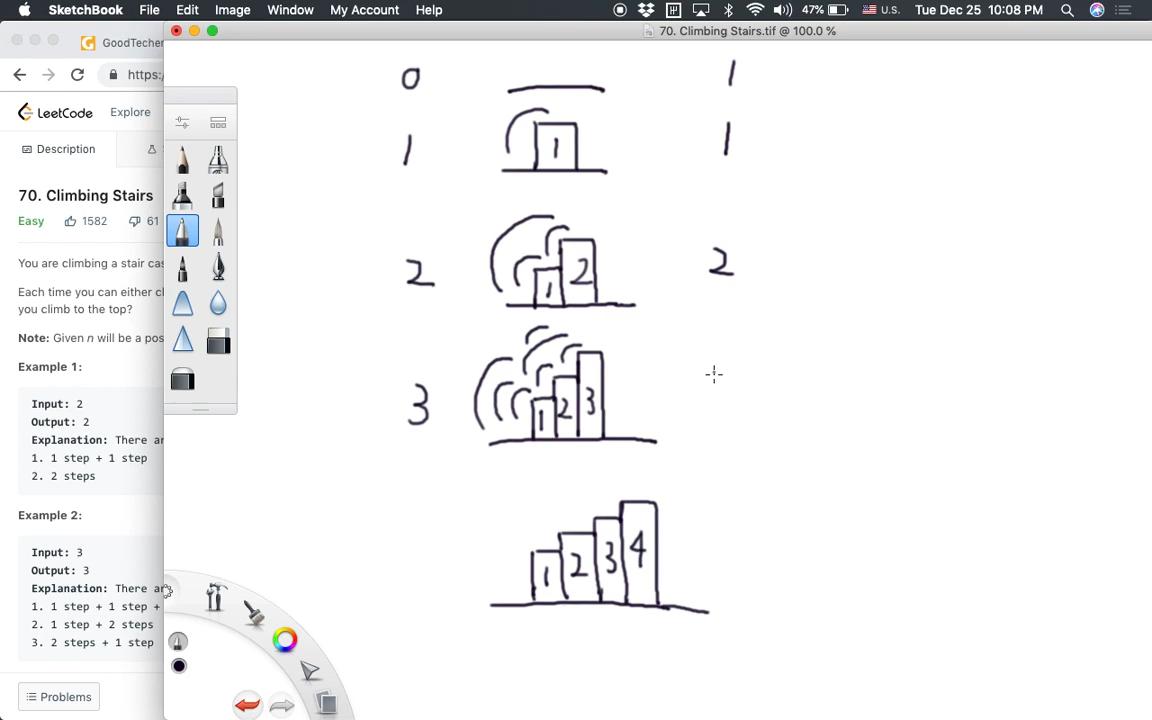 SketchBook File Edit Image Window My Account Help 47% U.S. Tue Dec 25 10:08 PM
GoodTecher
70. Climbing Stairs.tif @ 100.0 %
https:/
LeetCode Explore
Description
70. Climbing Stairs
Easy 1582 61
You are climbing a stair cas
Each time you can either cl
you climb to the top?
Note: Given n will be a pos
Example 1:
Input: 2
Output: 2
Explanation: There ar
1. 1 step + 1 step
2. 2 steps
Example 2:
Input: 3
Output: 3
Explanation: There ar
1. 1 step + 1 step +
2. 1 step + 2 steps
3. 2 steps + 1 step
Problems
0 1
1 1 1
2 1 2 2
3 1 2 3
1 2 3 4